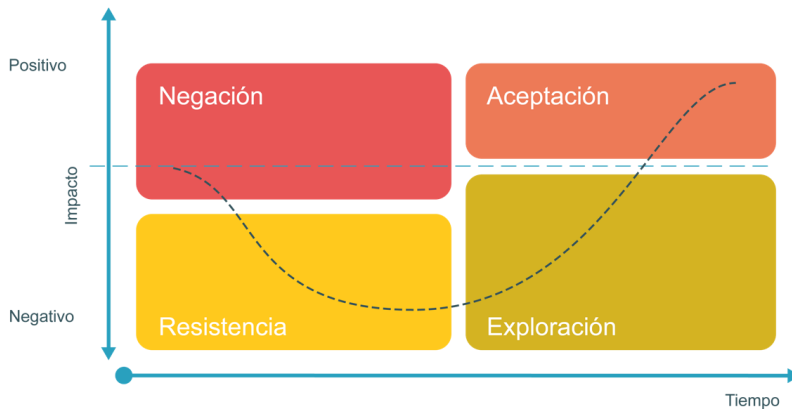 Positivo
Negación
Aceptación
Impacto
Negativo
Resistencia
Exploración
Tiempo